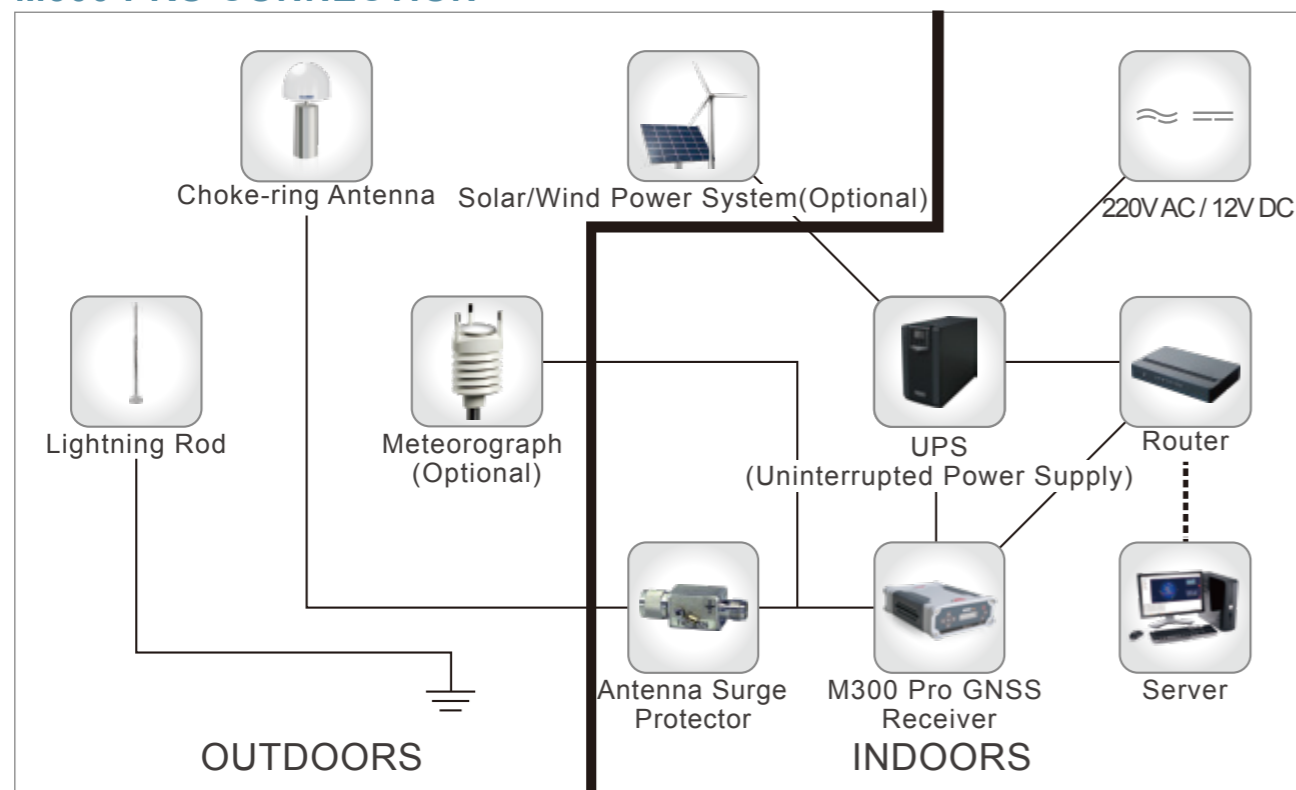 Choke-ring Antenna
Solar/Wind Power System(Optional)
220V AC / 12V DC
Lightning Rod
Meteorograph
(Optional)
UPS
(Uninterrupted Power Supply)
Router
Antenna Surge
Protector
M300 Pro GNSS
Receiver
Server
OUTDOORS
INDOORS